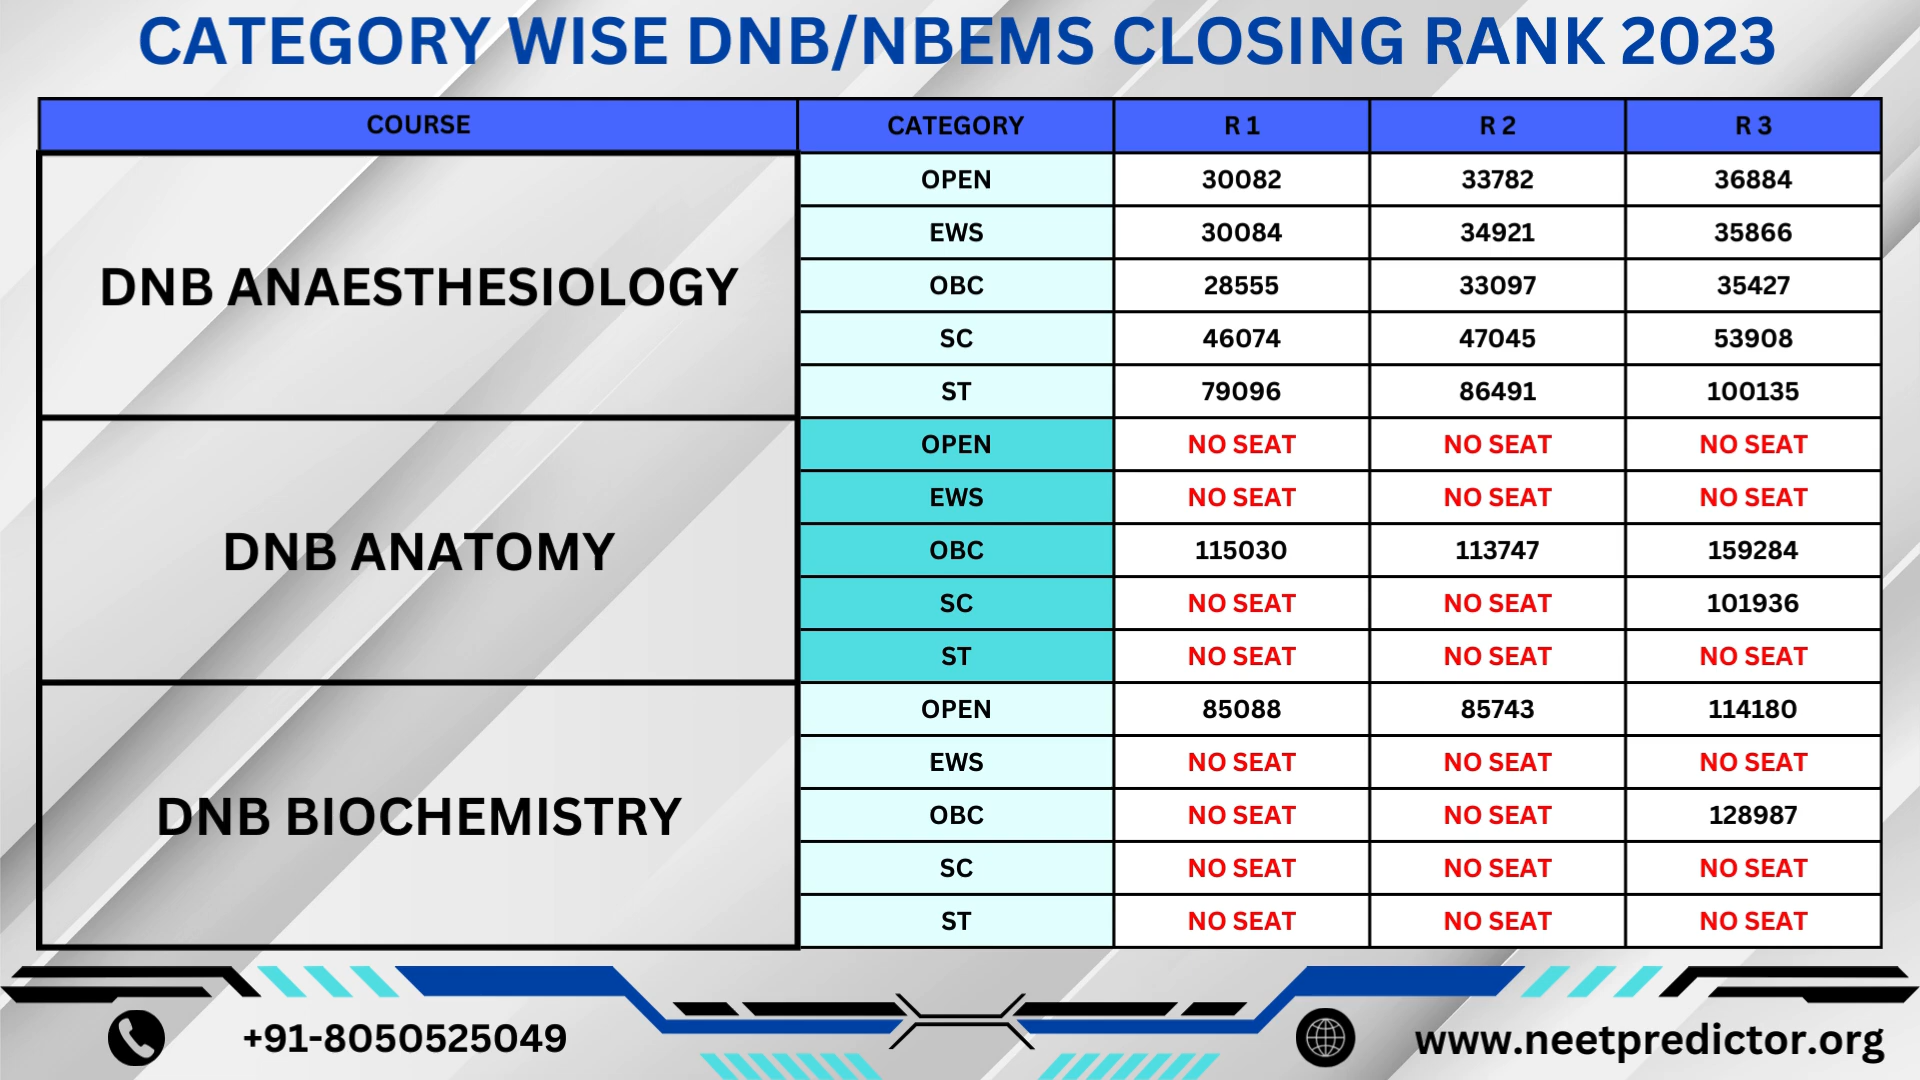 CATEGORY WISE DNB/NBEMS CLOSING RANK 2023
COURSE CATEGORY R 1 R 2 R 3
DNB ANAESTHESIOLOGY
OPEN 30082 33782 36884
EWS 30084 34921 35866
OBC 28555 33097 35427
SC 46074 47045 53908
ST 79096 86491 100135
DNB ANATOMY
OPEN NO SEAT NO SEAT NO SEAT
EWS NO SEAT NO SEAT NO SEAT
OBC 115030 113747 159284
SC NO SEAT NO SEAT 101936
ST NO SEAT NO SEAT NO SEAT
DNB BIOCHEMISTRY
OPEN 85088 85743 114180
EWS NO SEAT NO SEAT NO SEAT
OBC NO SEAT NO SEAT 128987
SC NO SEAT NO SEAT NO SEAT
ST NO SEAT NO SEAT NO SEAT
+91-8050525049
www.neetpredictor.org